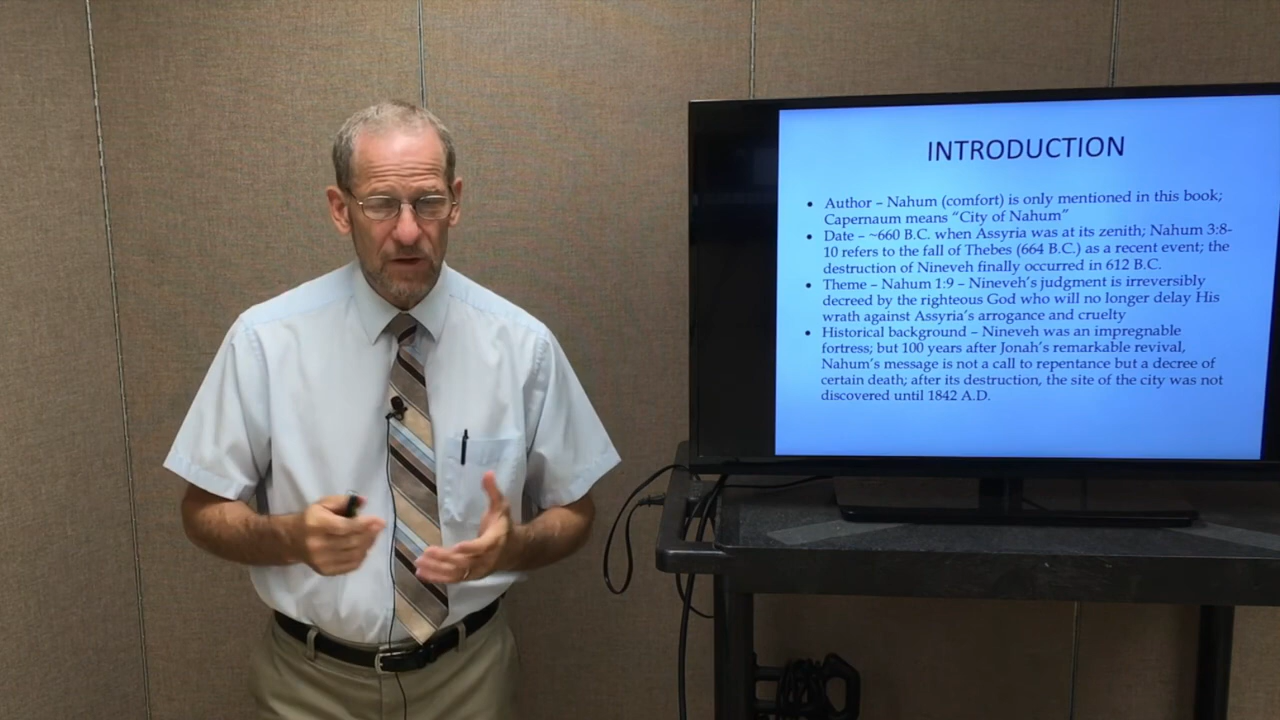 INTRODUCTION
• Author – Nahum (comfort) is only mentioned in this book;
Capernaum means “City of Nahum”
• Date – ~660 B.C. when Assyria was at its zenith; Nahum 3:8-
10 refers to the fall of Thebes (664 B.C.) as a recent event; the
destruction of Nineveh finally occurred in 612 B.C.
• Theme – Nahum 1:9 – Nineveh’s judgment is irreversibly
decreed by the righteous God who will no longer delay His
wrath against Assyria’s arrogance and cruelty
• Historical background – Nineveh was an impregnable
fortress; but 100 years after Jonah’s remarkable revival,
Nahum’s message is not a call to repentance but a decree of
certain death; after its destruction, the site of the city was not
discovered until 1842 A.D.